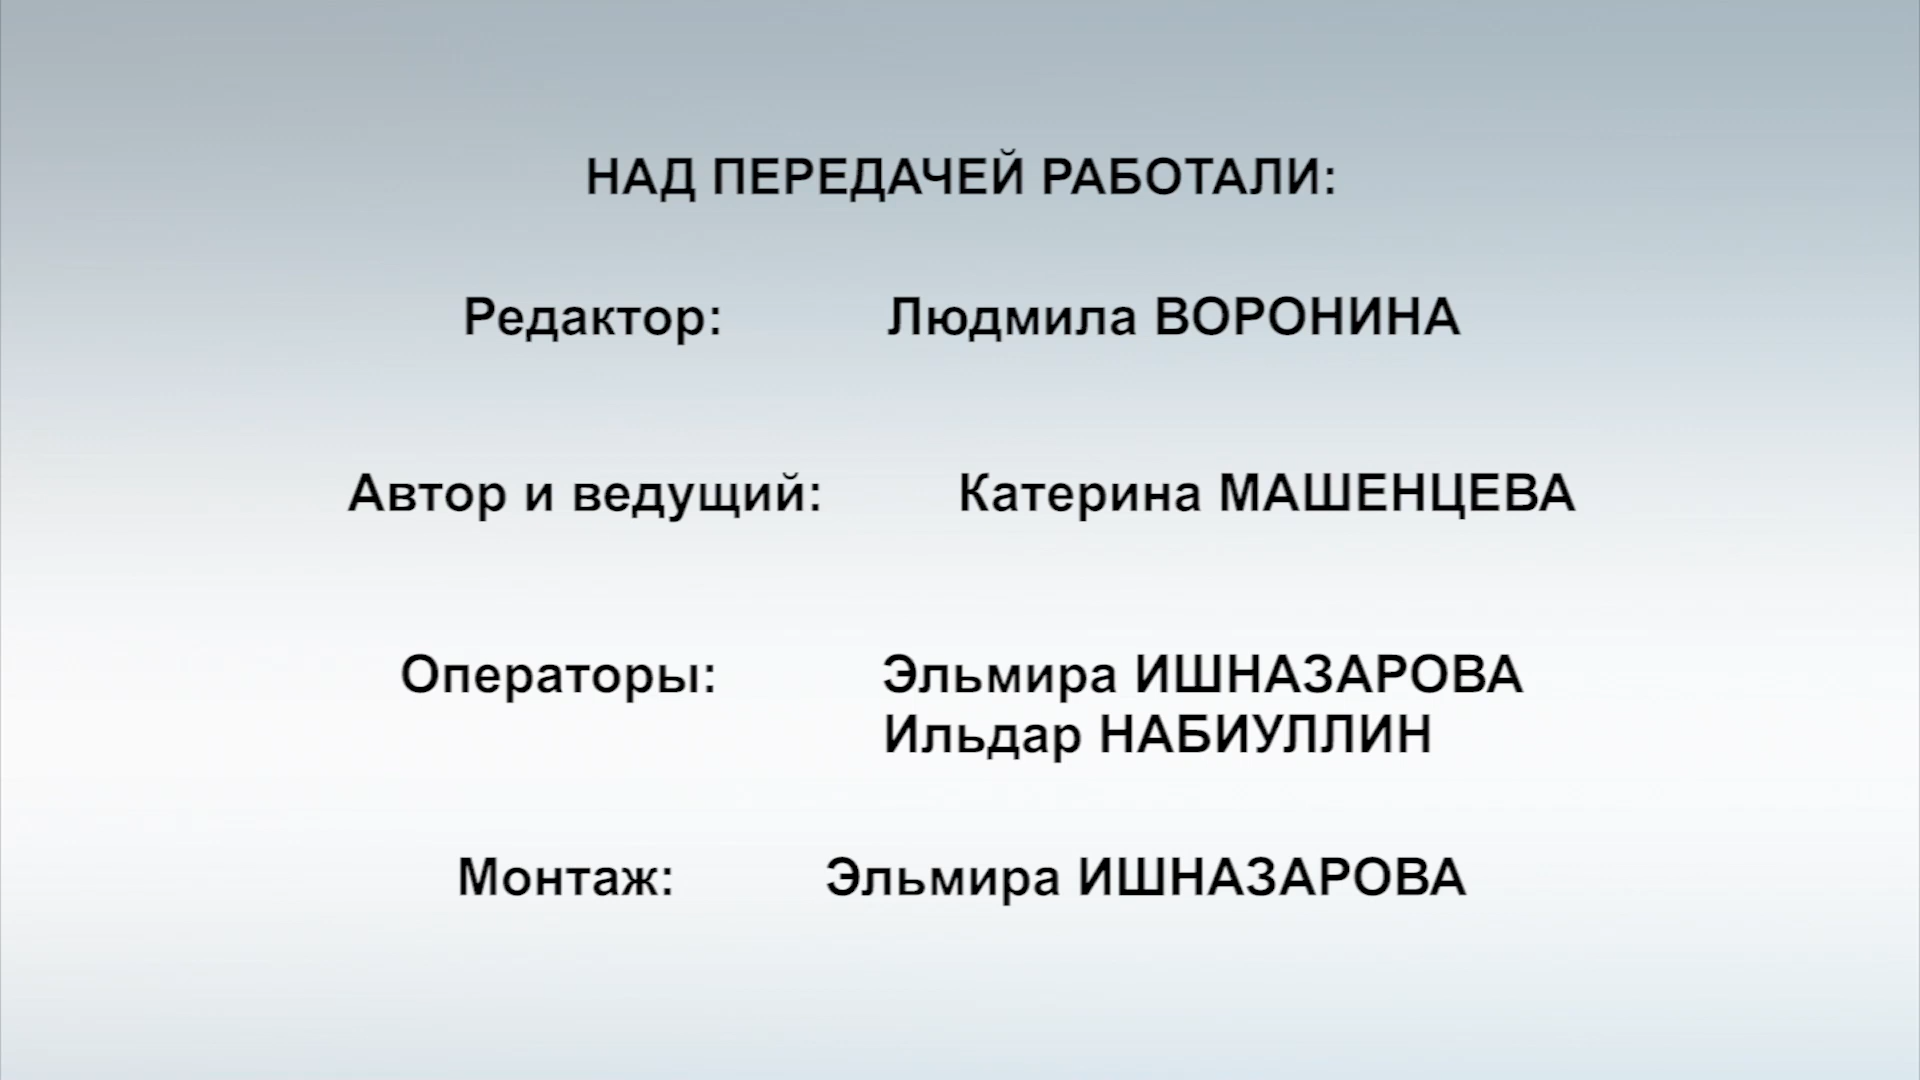 НАД ПЕРЕДАЧЕЙ РАБОТАЛИ:
Редактор: Людмила ВОРОНИНА
Автор и ведущий: Катерина МАШЕНЦЕВА
Операторы: Эльмира ИШНАЗАРОВА
Ильдар НАБИУЛЛИН
Монтаж: Эльмира ИШНАЗАРОВА